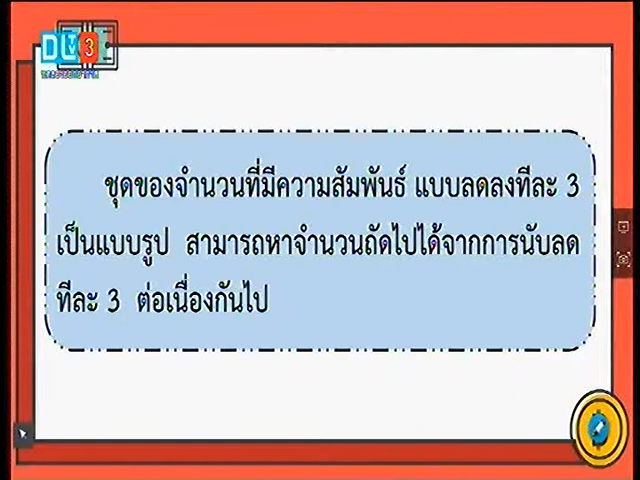 DLTV 3
ชุดของจำนวนที่มีความสัมพันธ์ แบบลดลงทีละ 3
เป็นแบบรูป สามารถหาจำนวนถัดไปได้จากการนับลด
ทีละ 3 ต่อเนื่องกันไป